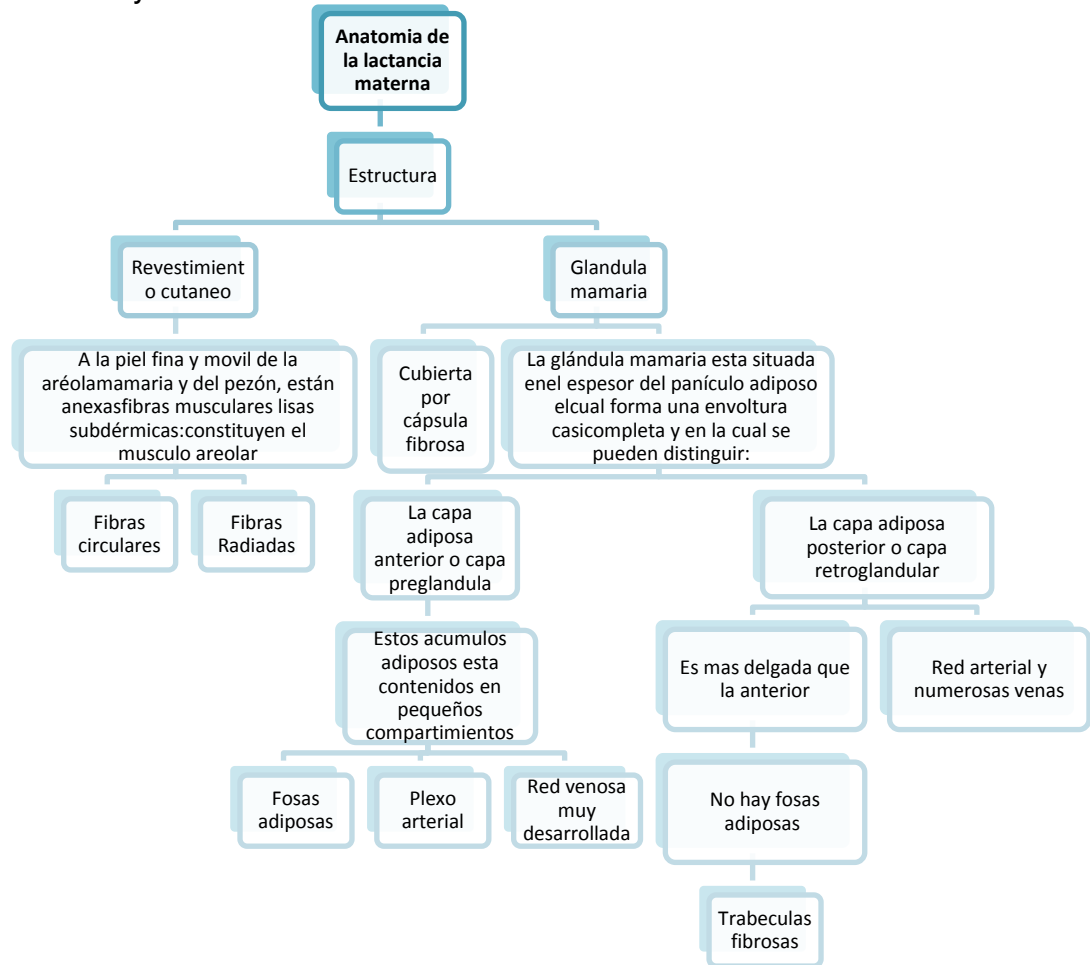 y
Anatomia de
la lactancia
materna
Estructura
Revestimient
o cutaneo
Glandula
mamaria
A la piel fina y movil de la
aréolamamaria y del pezón, están
anexasfibras musculares lisas
subdérmicas:constituyen el
musculo areolar
Cubierta
por
cápsula
fibrosa
La glándula mamaria esta situada
enel espesor del panículo adiposo
elcual forma una envoltura
casicompleta y en la cual se
pueden distinguir:
Fibras
circulares
Fibras
Radiadas
La capa
adiposa
anterior o capa
preglandula
La capa adiposa
posterior o capa
retroglandular
Estos acumulos
adiposos esta
contenidos en
pequeños
compartimientos
Es mas delgada que
la anterior
Red arterial y
numerosas venas
Fosas
adiposas
Plexo
arterial
Red venosa
muy
desarrollada
No hay fosas
adiposas
Trabeculas
fibrosas